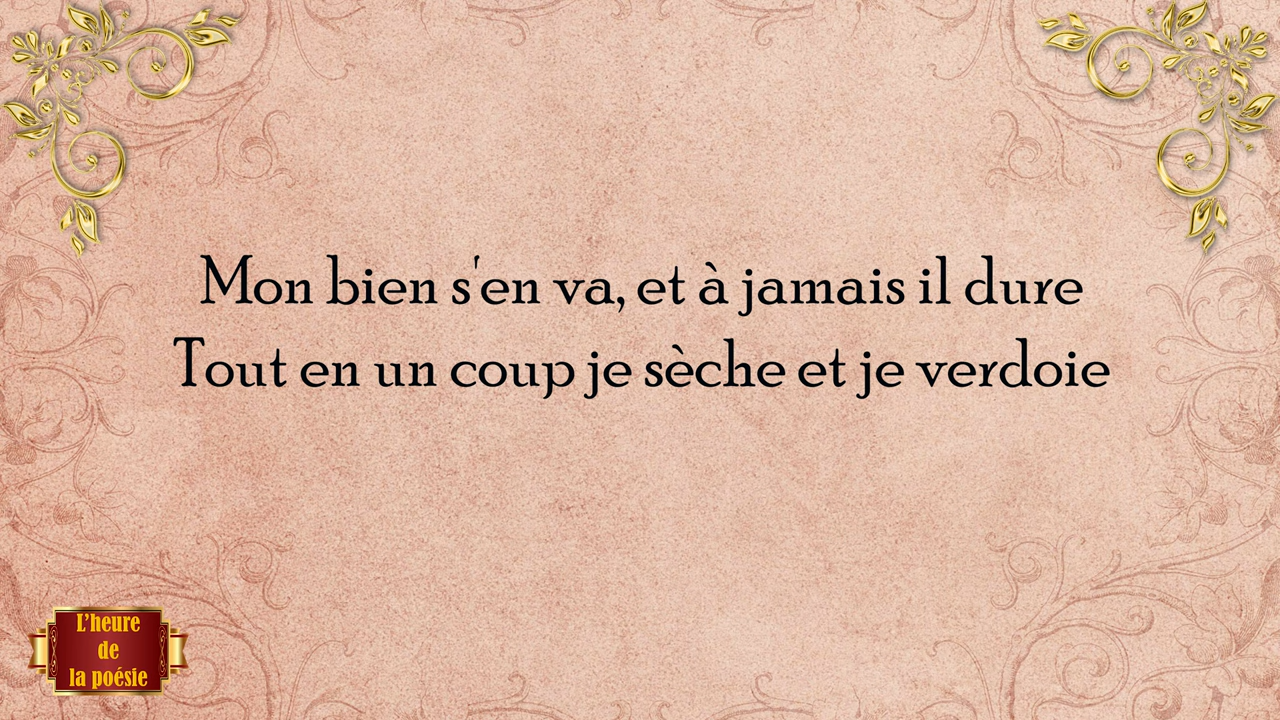 Mon bien s'en va, et à jamais il dure
Tout en un coup je sèche et je verdoie
L'heure
de
la poésie